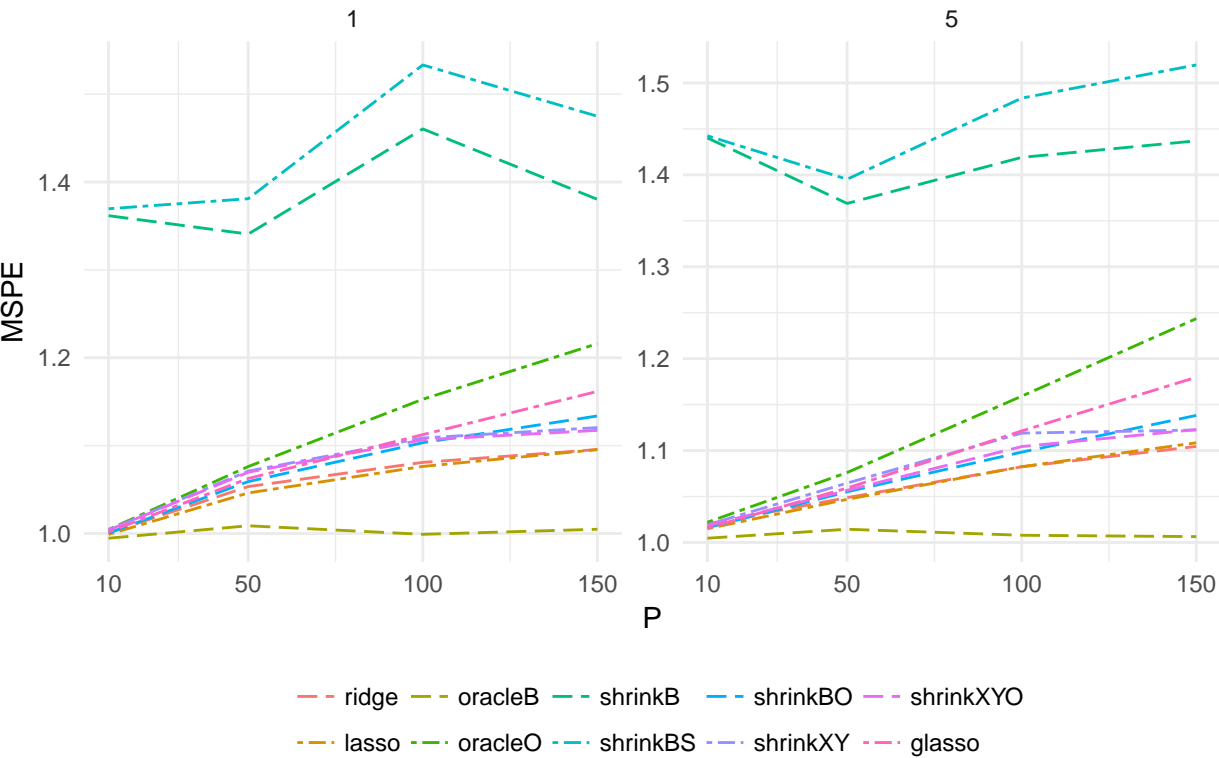 1 5
MSPE
1.4
1.2
1.0
1.5
1.4
1.3
1.2
1.1
1.0
10 50 100 150 10 50 100 150
P
ridge oracleB shrinkB shrinkBO shrinkXYO
lasso oracleO shrinkBS shrinkXY glasso